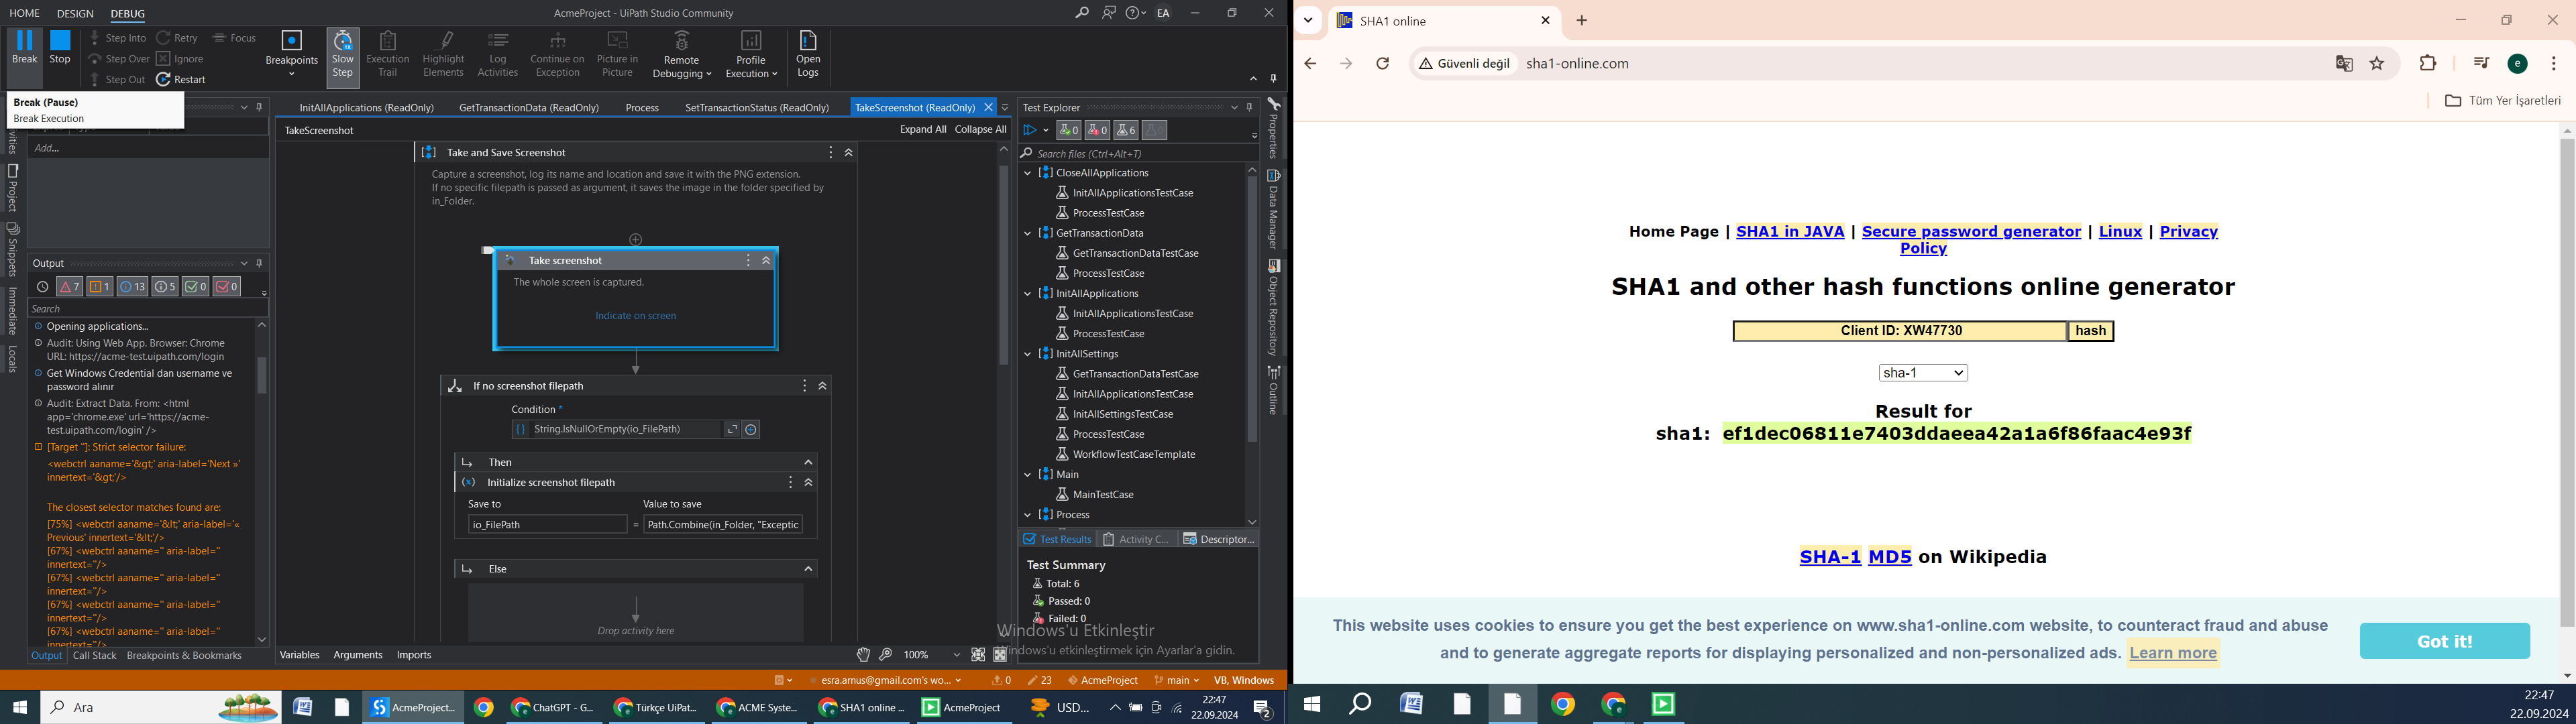 HOME DESIGN DEBUG
AcmeProject - UiPath Studio Community
EA
Break
Stop
Step Into
Step Over
Step Out
Retry
Ignore
Restart
Focus
Breakpoints
Slow Step
Execution Trail
Highlight Elements
Log Activities
Continue on Exception
Picture in Picture
Remote Debugging
Profile Execution
Open Logs
Break (Pause)
Break Execution
Add...
Project
Snippets
Immediate
Locals
Output
7 1 13 5 0 0
Search
Opening applications...
Audit: Using Web App. Browser: Chrome
URL: https://acme-test.uipath.com/login
Get Windows Credential dan username ve
password alınır
Audit: Extract Data. From: <html
app='chrome.exe' url='https://acme-
test.uipath.com/login' />
[Target '']: Strict selector failure:
<webctrl aaname='&gt;' aria-label='Next »'
innertext='&gt;'/>
The closest selector matches found are:
[75%] <webctrl aaname='&lt;' aria-label='«
Previous' innertext='&lt;'/>
[67%] <webctrl aaname='' aria-label=''
innertext=''/>
[67%] <webctrl aaname='' aria-label=''
innertext=''/>
[67%] <webctrl aaname='' aria-label=''
innertext=''/>
[67%] <webctrl aaname='' aria-label=''
innertext=''/>
Output Call Stack Breakpoints & Bookmarks
InitAllApplications (ReadOnly) GetTransactionData (ReadOnly) Process SetTransactionStatus (ReadOnly) TakeScreenshot (ReadOnly)
TakeScreenshot
Expand All Collapse All
Take and Save Screenshot
Capture a screenshot, log its name and location and save it with the PNG extension.
If no specific filepath is passed as argument, it saves the image in the folder specified by
in_Folder.
Take screenshot
The whole screen is captured.
Indicate on screen
If no screenshot filepath
Condition *
String.IsNullOrEmpty(io_FilePath)
Then
Initialize screenshot filepath
Save to Value to save
io_FilePath = Path.Combine(in_Folder, "Exceptic
Else
Drop activity here
Variables Arguments Imports
100%
Test Explorer
0 0 6
Search files (Ctrl+Alt+T)
CloseAllApplications
InitAllApplicationsTestCase
ProcessTestCase
GetTransactionData
GetTransactionDataTestCase
ProcessTestCase
InitAllApplications
InitAllApplicationsTestCase
ProcessTestCase
InitAllSettings
GetTransactionDataTestCase
InitAllApplicationsTestCase
InitAllSettingsTestCase
ProcessTestCase
WorkflowTestCaseTemplate
Main
MainTestCase
Process
Test Results Activity C... Descriptor...
Test Summary
Total: 6
Passed: 0
Failed: 0
Properties
Data Manager
Object Repository
Outline
Windows'u Etkinleştir
Windows'u etkinleştirmek için Ayarlar'a gidin.
esra.arnus@gmail.com's wo... 0 23 AcmeProject main VB, Windows
Ara
AcmeProject...
ChatGPT - G...
Türkçe UiPat...
ACME Syste...
SHA1 online ...
AcmeProject
USD...
22:47
22.09.2024
2
SHA1 online
Güvenli değil sha1-online.com
e
Tüm Yer İşaretleri
Home Page | SHA1 in JAVA | Secure password generator | Linux | Privacy
Policy
SHA1 and other hash functions online generator
Client ID: XW47730 hash
sha-1
Result for
sha1: ef1dec06811e7403ddaeea42a1a6f86faac4e93f
SHA-1 MD5 on Wikipedia
This website uses cookies to ensure you get the best experience on www.sha1-online.com website, to counteract fraud and abuse
and to generate aggregate reports for displaying personalized and non-personalized ads. Learn more
Got it!
22:47
22.09.2024